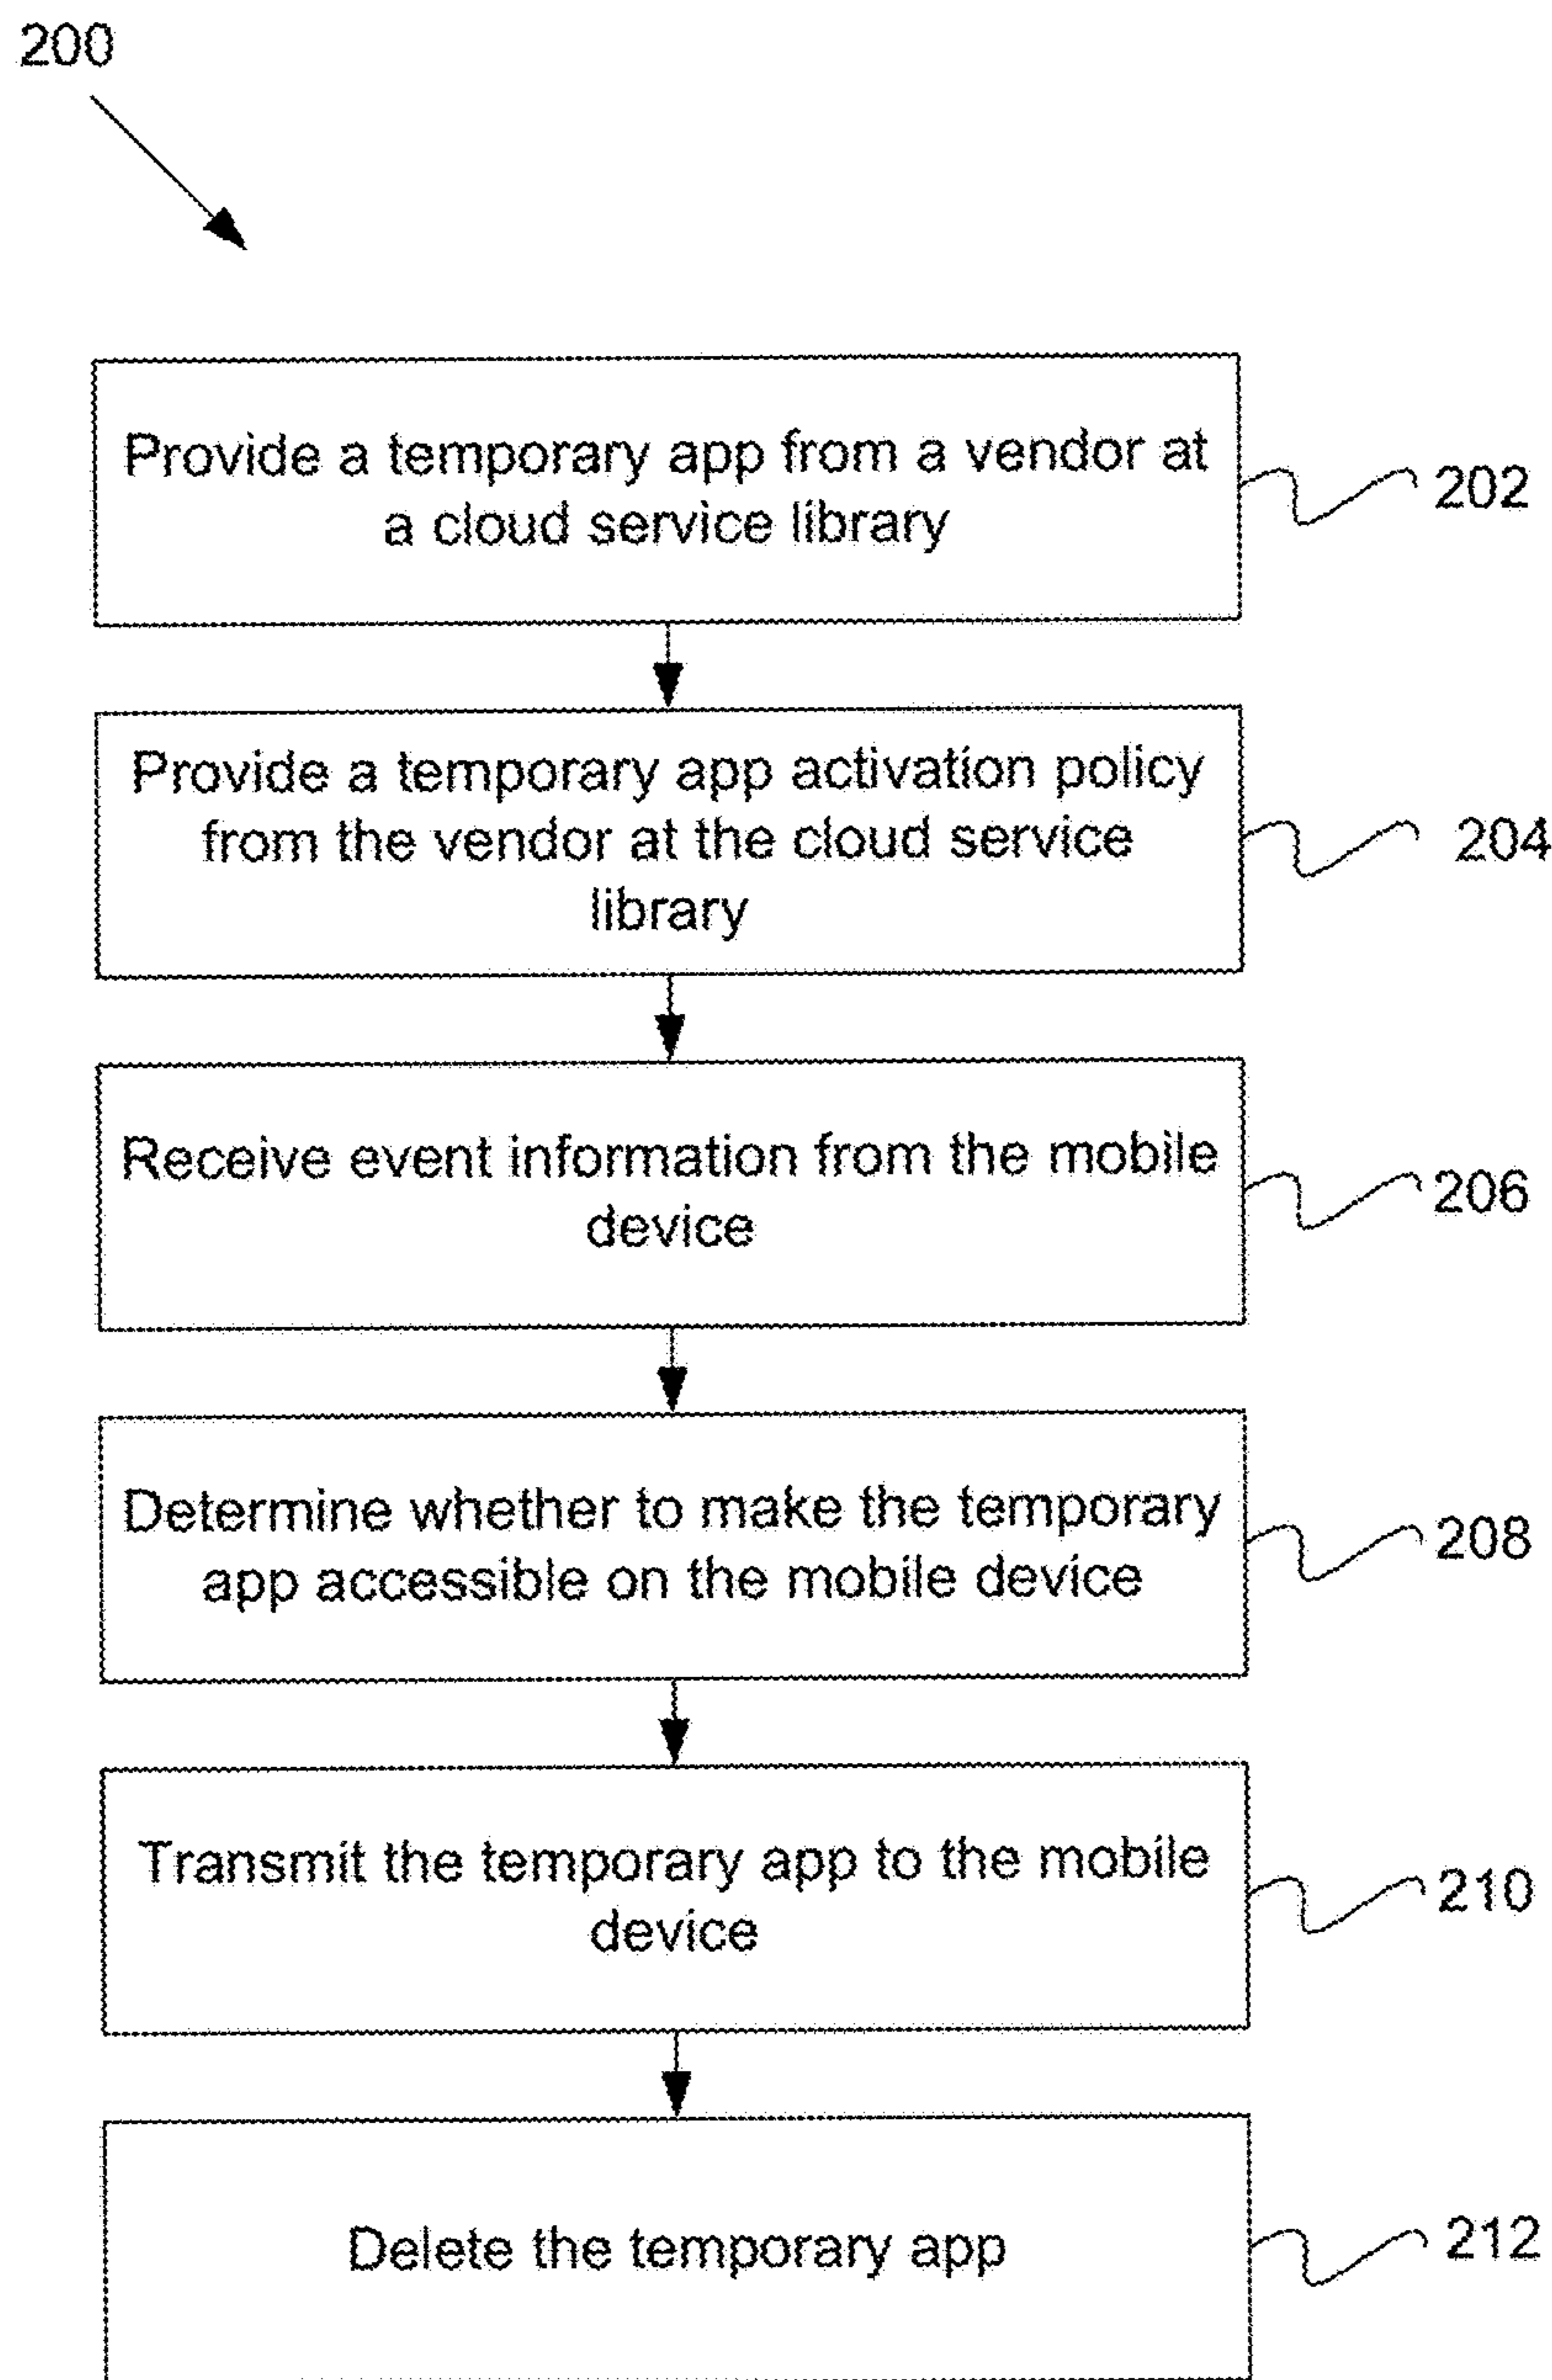 200
Provide a temporary app from a vendor at
a cloud service library
202
Provide a temporary app activation policy
from the vendor at the cloud service
library
204
Receive event information from the mobile
device
206
Determine whether to make the temporary
app accessible on the mobile device
208
Transmit the temporary app to the mobile
device
210
Delete the temporary app
212